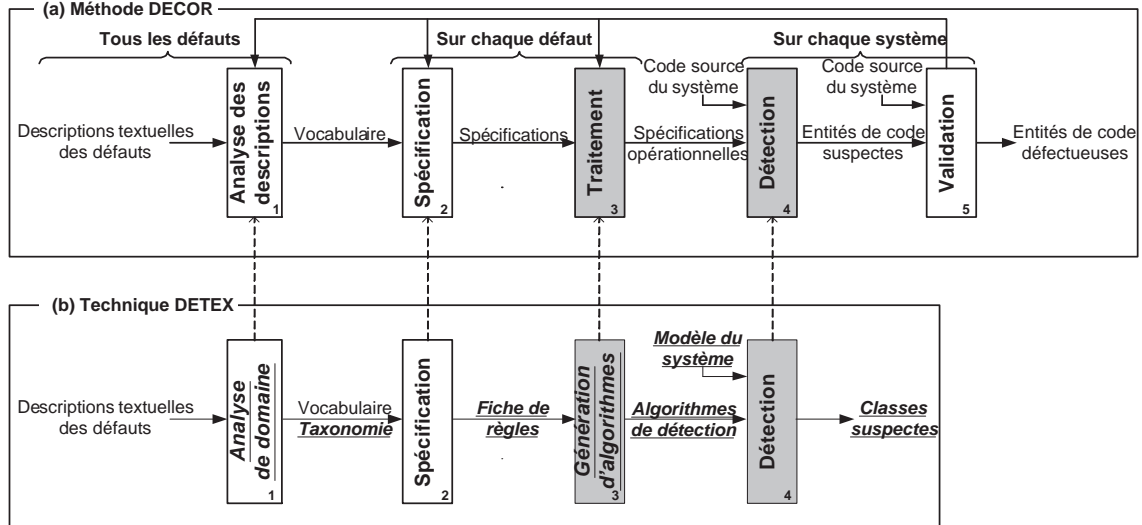 (a) Méthode DECOR
Tous les défauts
Sur chaque défaut
Sur chaque système
Code source
du système
Code source
du système
Descriptions textuelles
des défauts
Analyse des
descriptions
1
Vocabulaire
Spécification
2
Spécifications
Traitement
3
Spécifications
opérationnelles
Détection
4
Entités de code
suspectes
Validation
5
Entités de code
défectueuses
(b) Technique DETEX
Descriptions textuelles
des défauts
Analyse
de domaine
1
Vocabulaire
Taxonomie
Spécification
2
Fiche de
règles
Génération
d'algorithmes
3
Algorithmes
de détection
Modèle du
système
Détection
4
Classes
suspectes